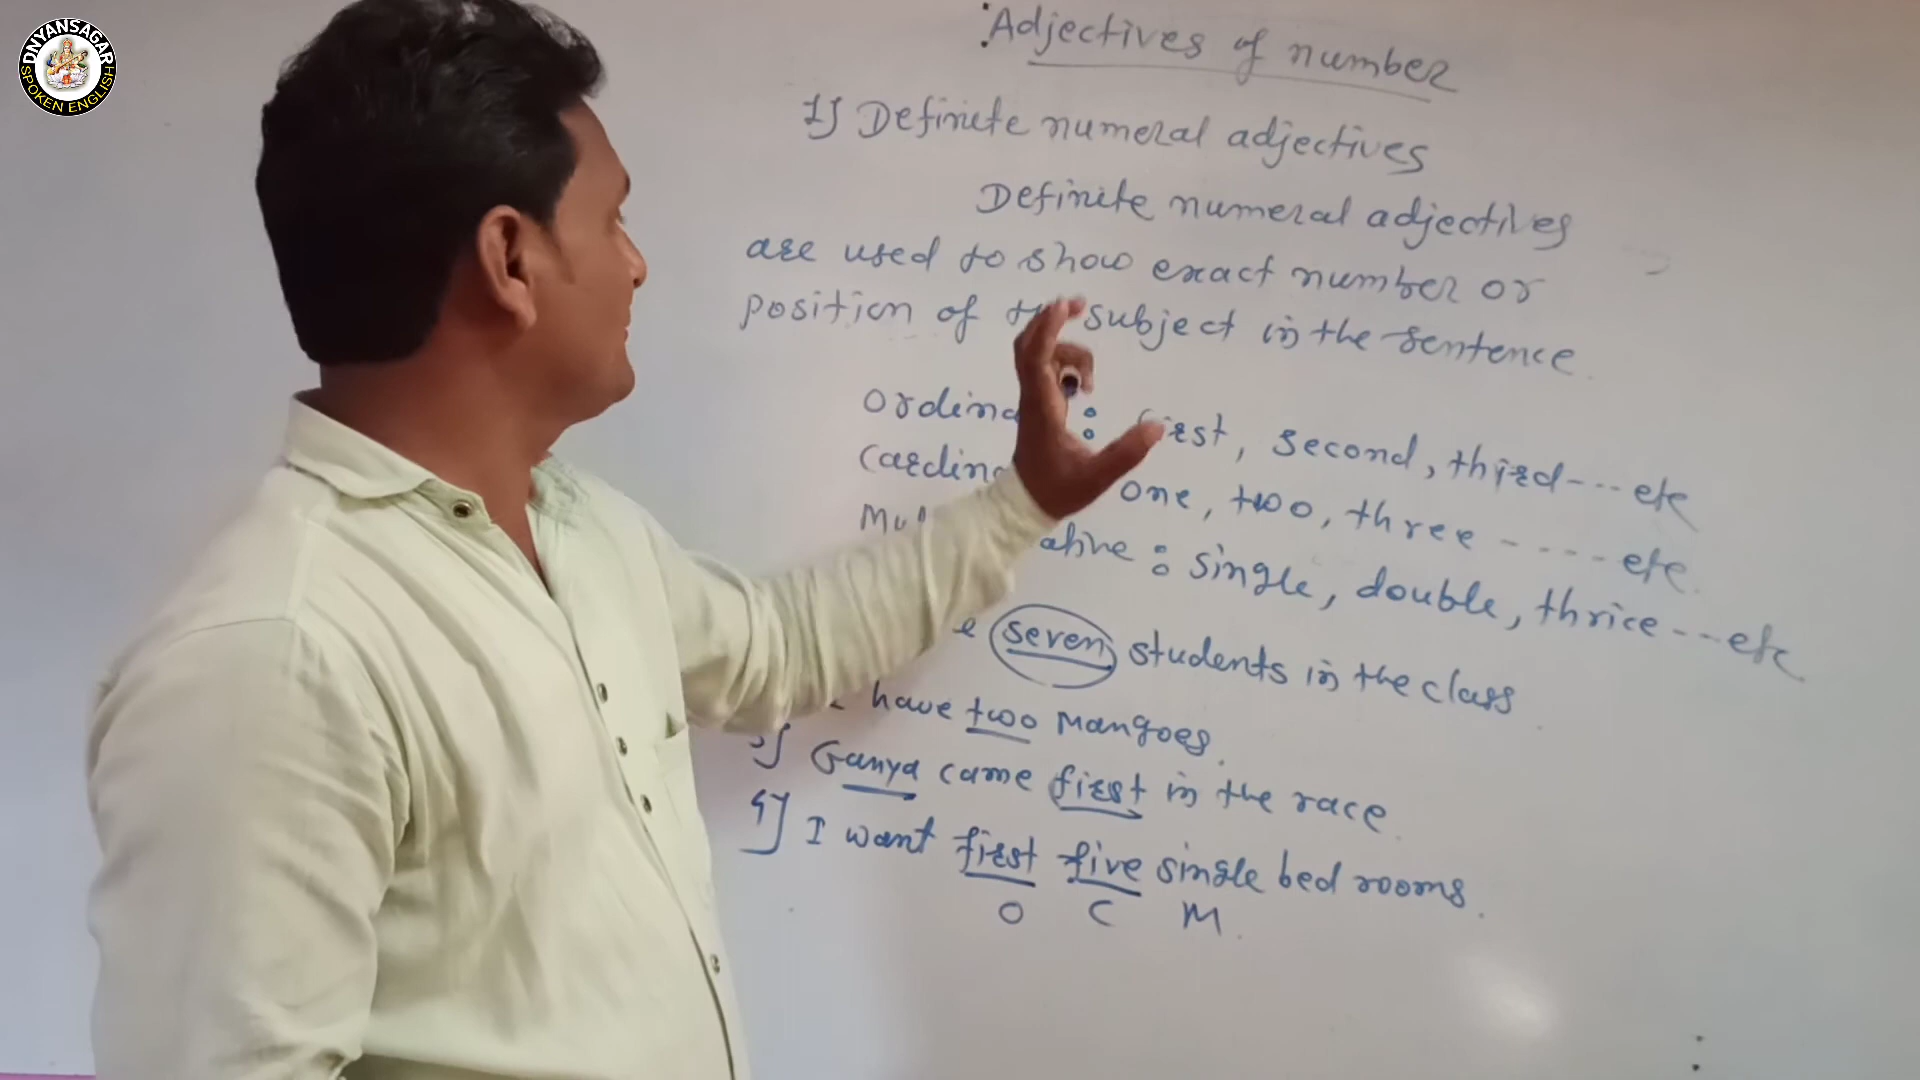 DNYANSAGAR
SPOKEN ENGLISH
Adjectives of number
1] Definite numeral adjectives
Definite numeral adjectives
are used to show exact number or
position of subject in the sentence.
: first, second, third---etc
one, two, three ----- etc.
: single, double, thrice---etc
seven students in the class
have two Mangoes.
3] Ganya came first in the race.
4] I want first five single bed rooms.
O C M.